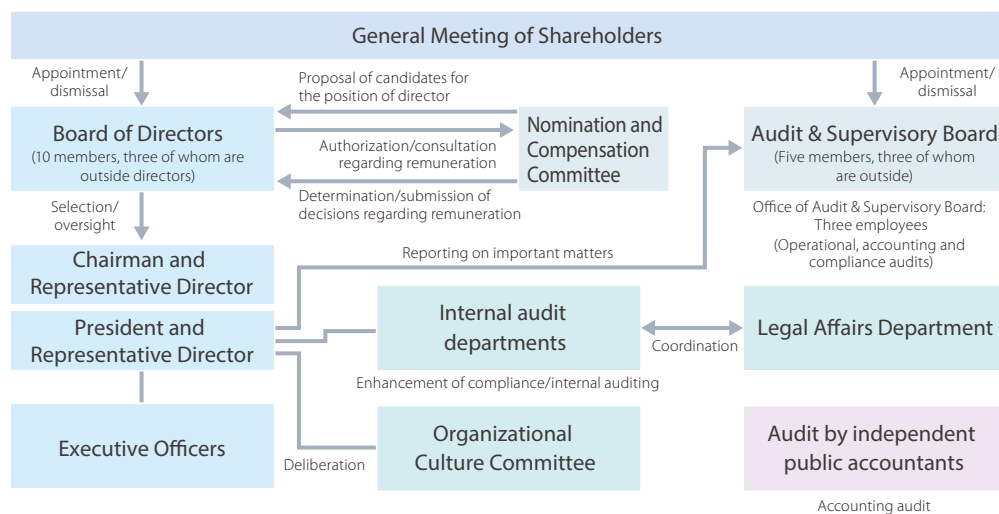 General Meeting of Shareholders
Appointment/
dismissal
Proposal of candidates for
the position of director
Appointment/
dismissal
Board of Directors
(10 members, three of whom are
outside directors)
Authorization/consultation
regarding remuneration
Nomination and
Compensation
Committee
Audit & Supervisory Board
(Five members, three of whom
are outside)
Determination/submission of
decisions regarding remuneration
Selection/
oversight
Office of Audit & Supervisory Board:
Three employees
(Operational, accounting and
compliance audits)
Reporting on important matters
Chairman and
Representative Director
President and
Representative Director
Internal audit
departments
Coordination
Legal Affairs Department
Enhancement of compliance/internal auditing
Executive Officers
Deliberation
Organizational
Culture Committee
Audit by independent
public accountants
Accounting audit